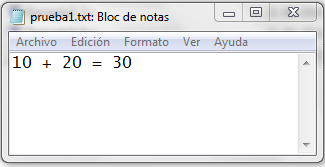 prueba1.txt: Bloc de notas
Archivo Edición Formato Ver Ayuda
10 + 20 = 30